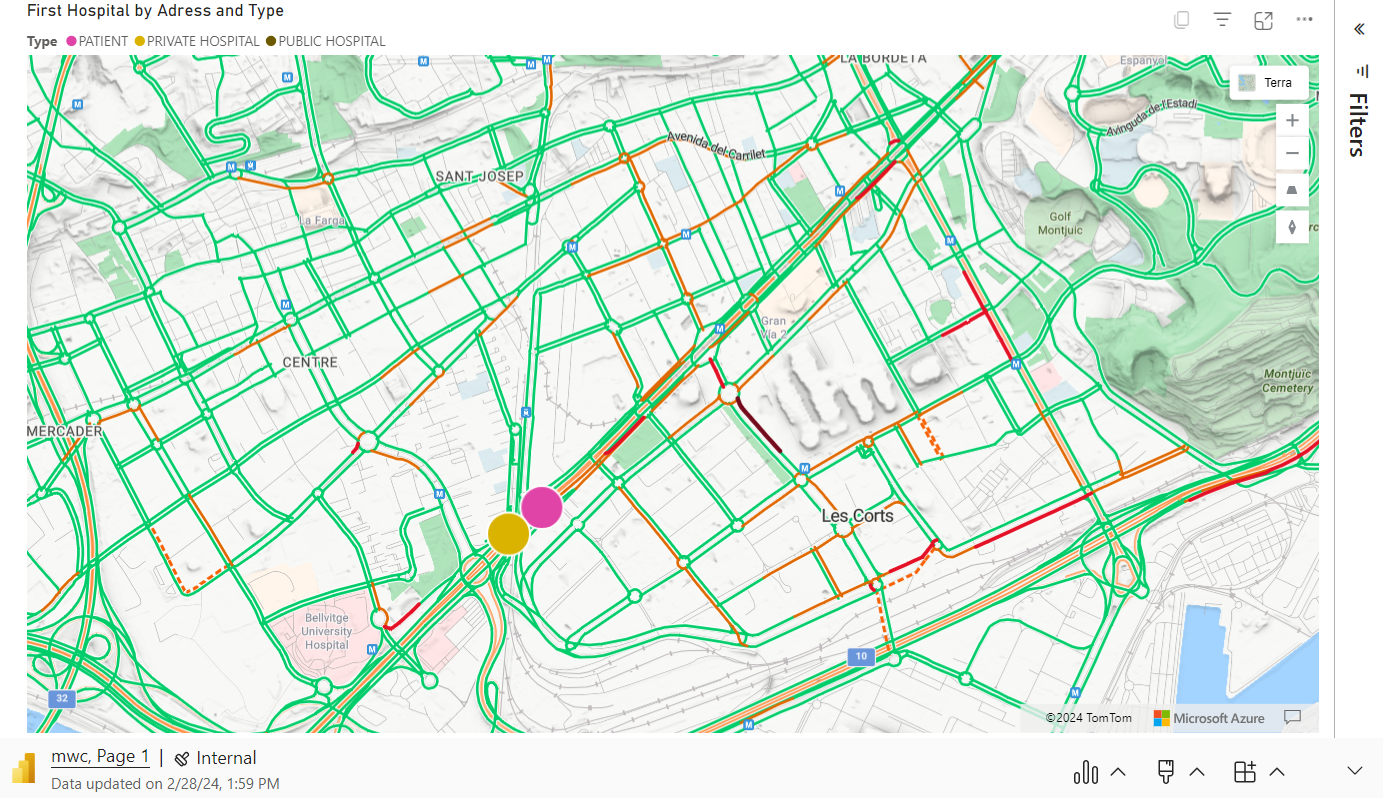 First Hospital by Adress and Type
Type PATIENT PRIVATE HOSPITAL PUBLIC HOSPITAL
LA BORDETA
Espanyol
Terra
Avinguda de l'Estadi
Avenida del Carrilet
SANT JOSEP
La Farga
Golf
Montjuic
Gran
Via 2
CENTRE
Montjuïc
Cemetery
MERCADER
Les Corts
Bellvitge
University
Hospital
10
32
©2024 TomTom Microsoft Azure
Filters
mwc, Page 1 | Internal
Data updated on 2/28/24, 1:59 PM